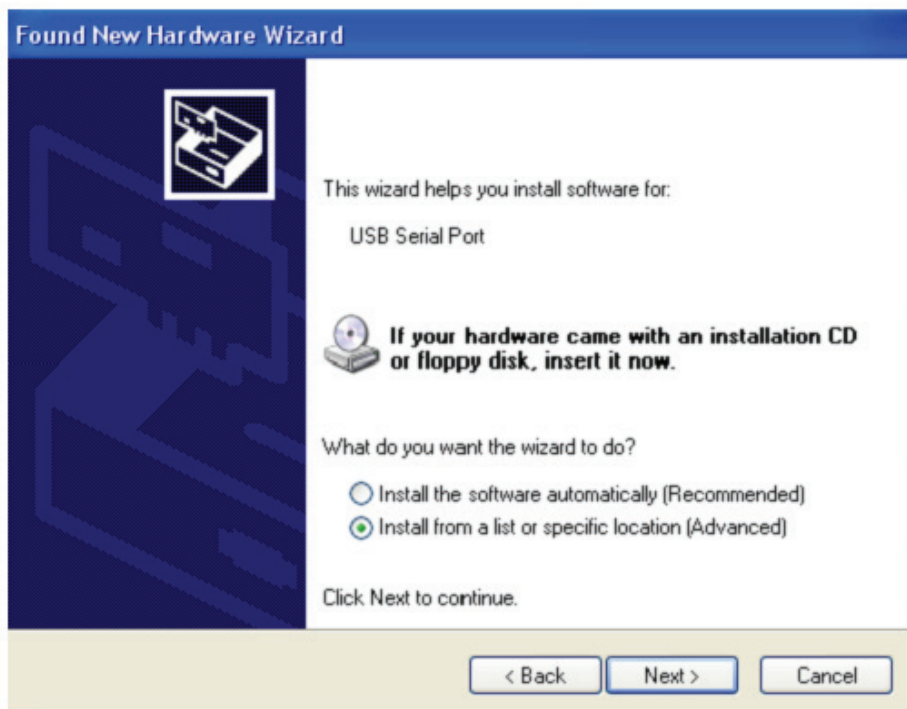 Found New Hardware Wizard
This wizard helps you install software for:
USB Serial Port
If your hardware came with an installation CD
or floppy disk, insert it now.
What do you want the wizard to do?
Install the software automatically (Recommended)
Install from a list or specific location (Advanced)
Click Next to continue.
< Back
Next >
Cancel